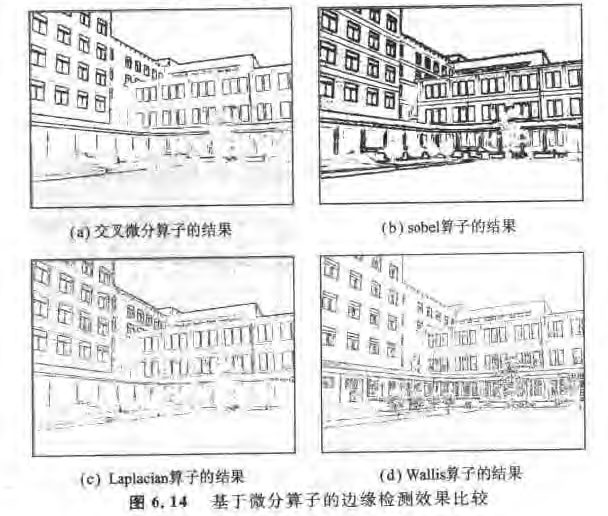 (a) 交叉微分算子的结果
(b) sobel算子的结果
(c) Laplacian算子的结果
(d) Wallis算子的结果
图 6.14 基于微分算子的边缘检测效果比较